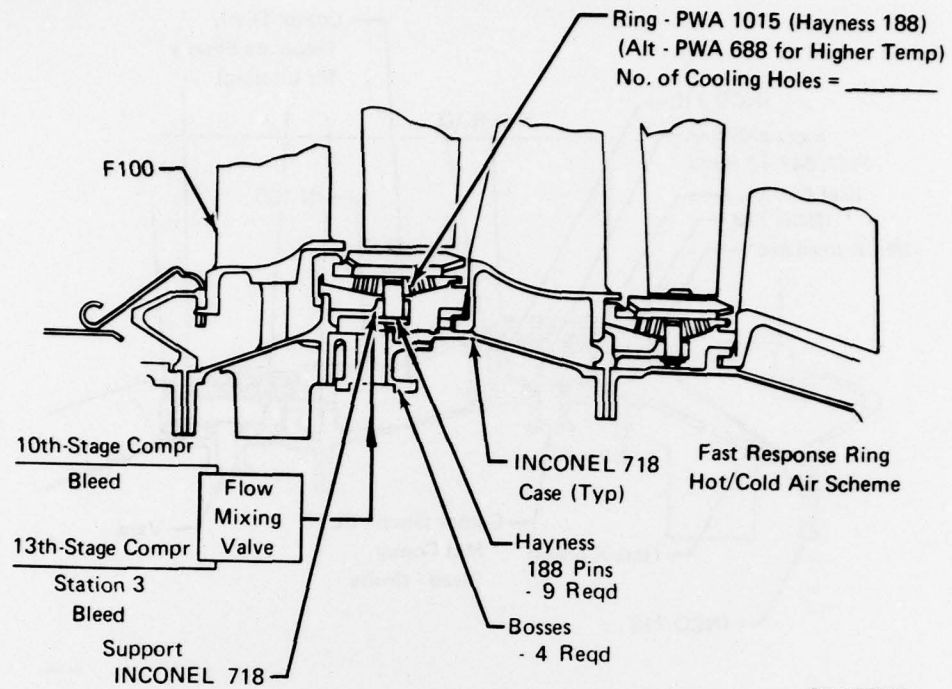 Ring - PWA 1015 (Hayness 188)
(Alt - PWA 688 for Higher Temp)
No. of Cooling Holes = ________
F100
10th-Stage Compr
Bleed
Flow
Mixing
Valve
13th-Stage Compr
Station 3
Bleed
Support
INCONEL 718
INCONEL 718
Case (Typ)
Fast Response Ring
Hot/Cold Air Scheme
Hayness
188 Pins
- 9 Reqd
Bosses
- 4 Reqd